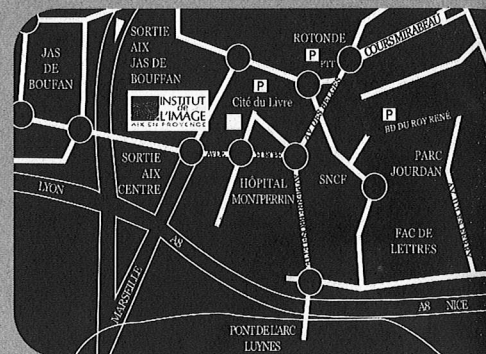 JAS
DE
BOUFAN
SORTIE
AIX
JAS DE
BOUFFAN
ROTONDE
P
PTT
COURS MIRABEAU
P
Cité du Livre
INSTITUT
DE
L'IMAGE
AIX EN PROVENCE
P
BD DU ROY RENÉ
SORTIE
AIX
CENTRE
HÔPITAL
MONTPERRIN
SNCF
PARC
JOURDAN
LYON
FAC DE
LETTRES
A8
MARSEILLE
A8 NICE
PONT DE L'ARC
LUYNES